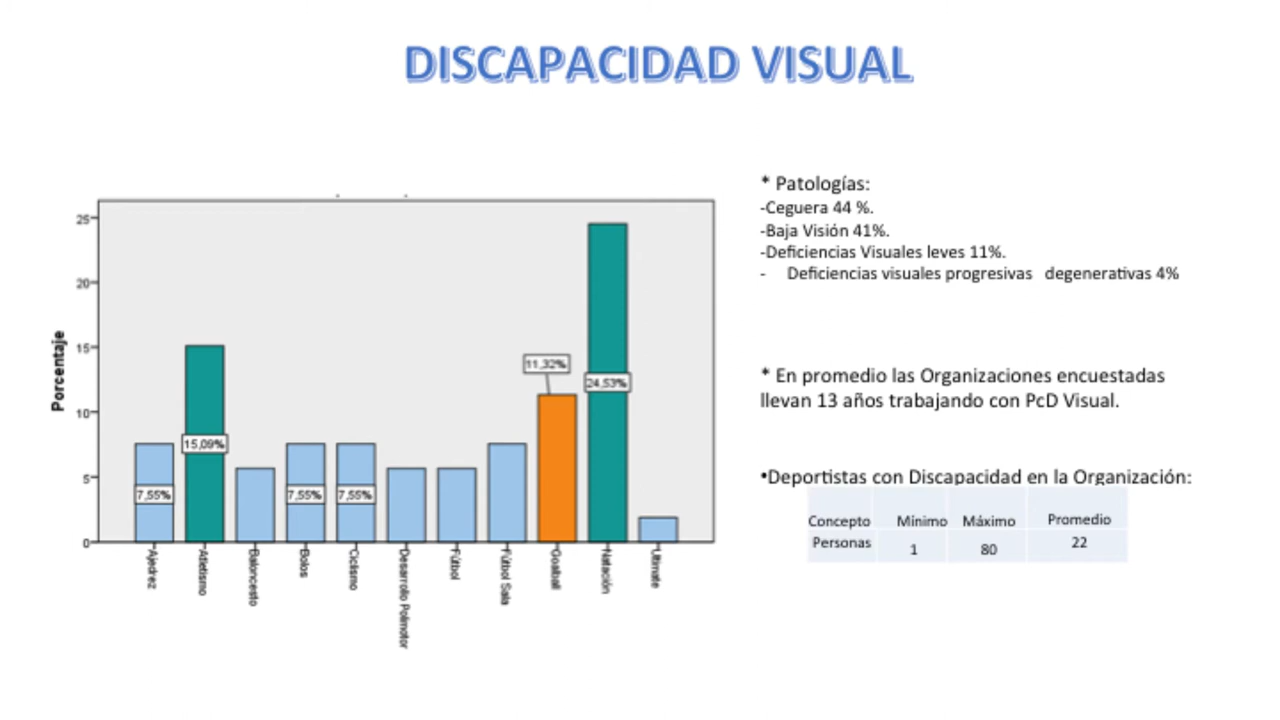 DISCAPACIDAD VISUAL
Porcentaje
25
20
15
10
5
0
7,55%
15,09%
7,55%
7,55%
11,32%
24,53%
Ajedrez
Atletismo
Baloncesto
Bolos
Ciclismo
Desarrollo Polimotor
Fútbol
Fútbol Sala
Goalball
Natación
Ultimate
* Patologías:
-Ceguera 44 %.
-Baja Visión 41%.
-Deficiencias Visuales leves 11%.
- Deficiencias visuales progresivas degenerativas 4%
* En promedio las Organizaciones encuestadas
llevan 13 años trabajando con PcD Visual.
•Deportistas con Discapacidad en la Organización:
Concepto Mínimo Máximo Promedio
Personas 1 80 22